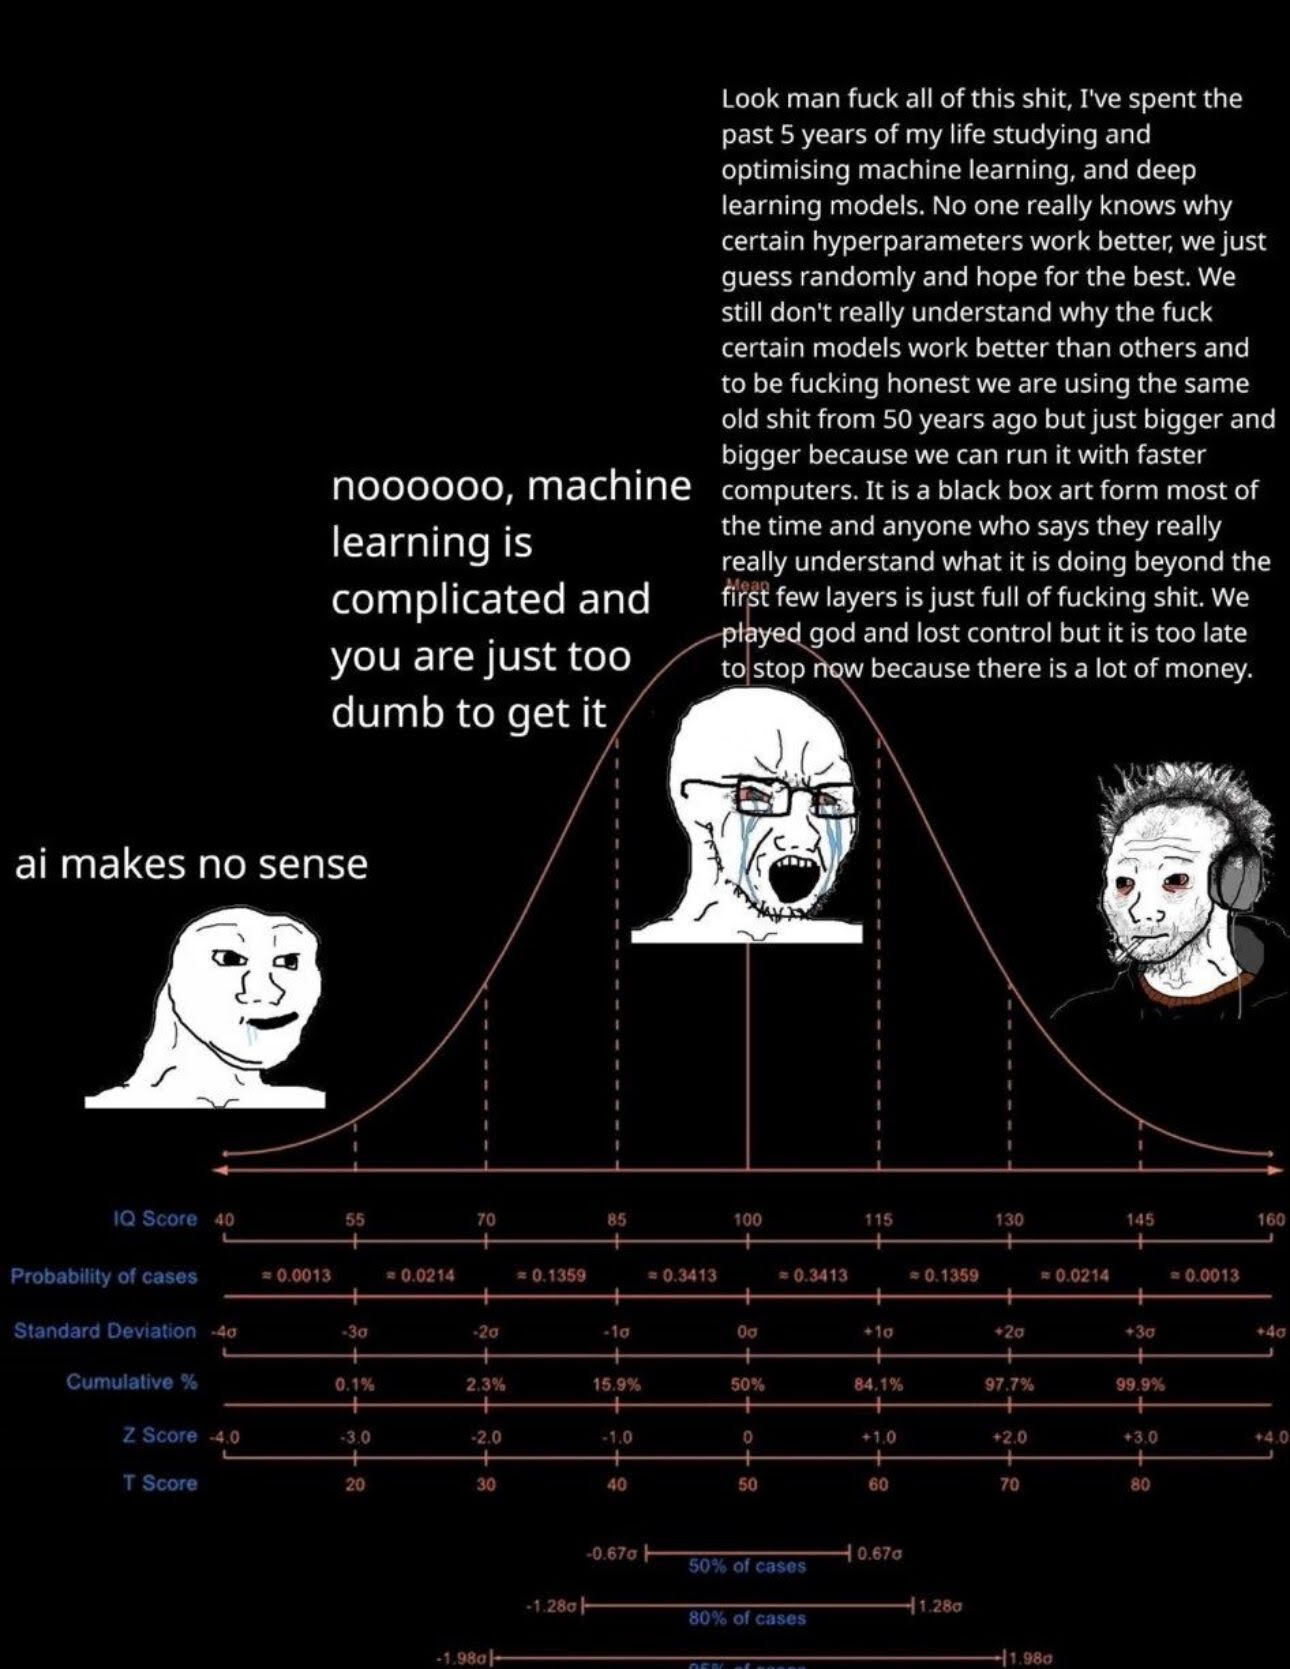 Look man fuck all of this shit, I've spent the
past 5 years of my life studying and
optimising machine learning, and deep
learning models. No one really knows why
certain hyperparameters work better, we just
guess randomly and hope for the best. We
still don't really understand why the fuck
certain models work better than others and
to be fucking honest we are using the same
old shit from 50 years ago but just bigger and
bigger because we can run it with faster
computers. It is a black box art form most of
the time and anyone who says they really
really understand what it is doing beyond the
first few layers is just full of fucking shit. We
played god and lost control but it is too late
to stop now because there is a lot of money.
noooooo, machine
learning is
complicated and
you are just too
dumb to get it
ai makes no sense
Mean
IQ Score 40 55 70 85 100 115 130 145 160
Probability of cases ≈ 0.0013 ≈ 0.0214 ≈ 0.1359 ≈ 0.3413 ≈ 0.3413 ≈ 0.1359 ≈ 0.0214 ≈ 0.0013
Standard Deviation -4σ -3σ -2σ -1σ 0σ +1σ +2σ +3σ +4σ
Cumulative % 0.1% 2.3% 15.9% 50% 84.1% 97.7% 99.9%
Z Score -4.0 -3.0 -2.0 -1.0 0 +1.0 +2.0 +3.0 +4.0
T Score 20 30 40 50 60 70 80
-0.67σ 0.67σ
50% of cases
-1.28σ 1.28σ
80% of cases
-1.98σ 1.98σ
95% of cases